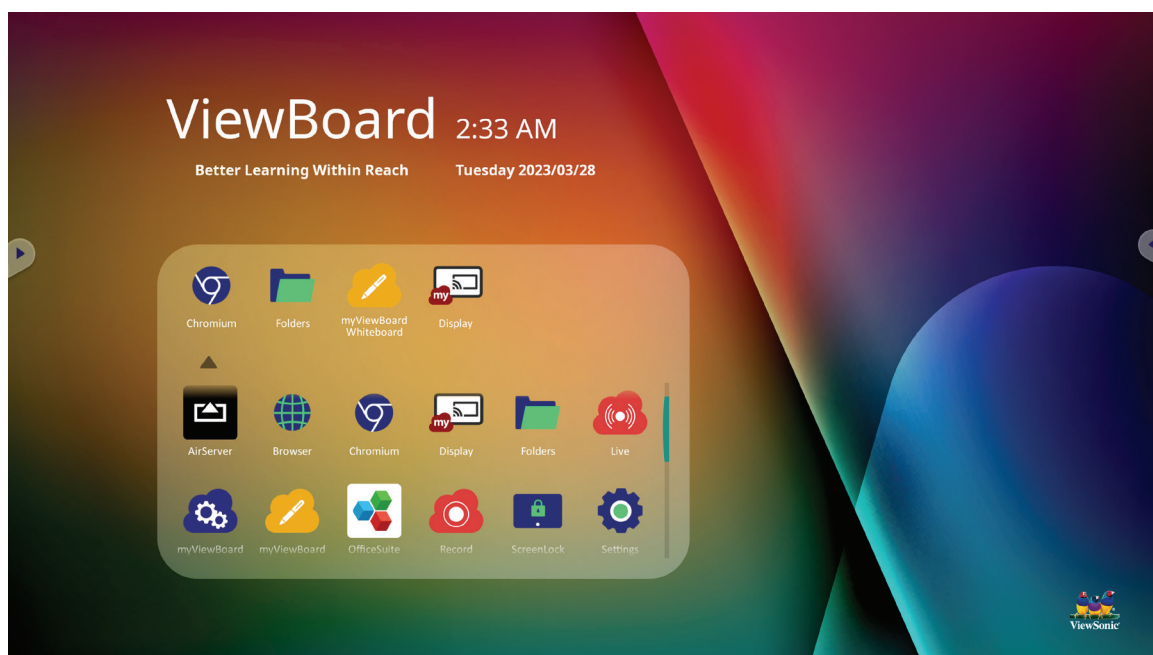 ViewBoard 2:33 AM
Better Learning Within Reach Tuesday 2023/03/28
Chromium Folders myViewBoard Display
Whiteboard
my
AirServer Browser Chromium Display Folders Live
my
myViewBoard myViewBoard OfficeSuite Record ScreenLock Settings
ViewSonic